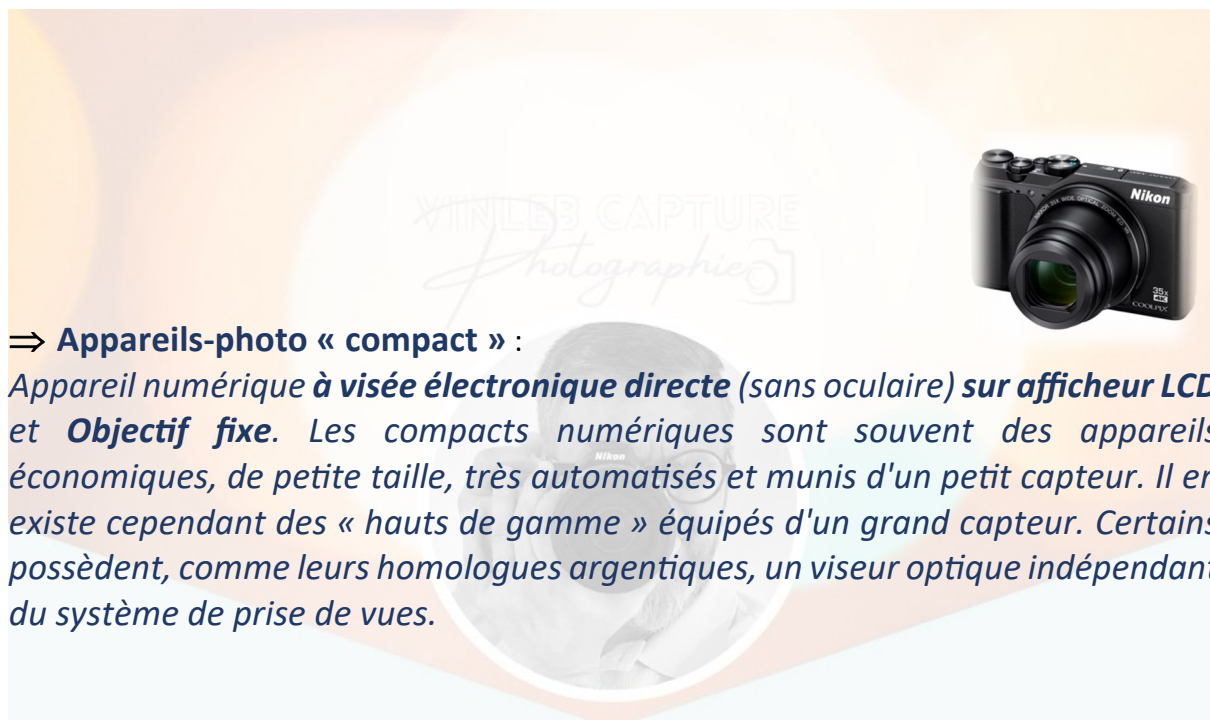 VINLEB CAPTURE
Photographies
Nikon
35x
4K
COOLPIX
⇒ Appareils-photo « compact » :
Appareil numérique à visée électronique directe (sans oculaire) sur afficheur LCD
et Objectif fixe. Les compacts numériques sont souvent des appareils
économiques, de petite taille, très automatisés et munis d'un petit capteur. Il en
existe cependant des « hauts de gamme » équipés d'un grand capteur. Certains
possèdent, comme leurs homologues argentiques, un viseur optique indépendant
du système de prise de vues.
Nikon